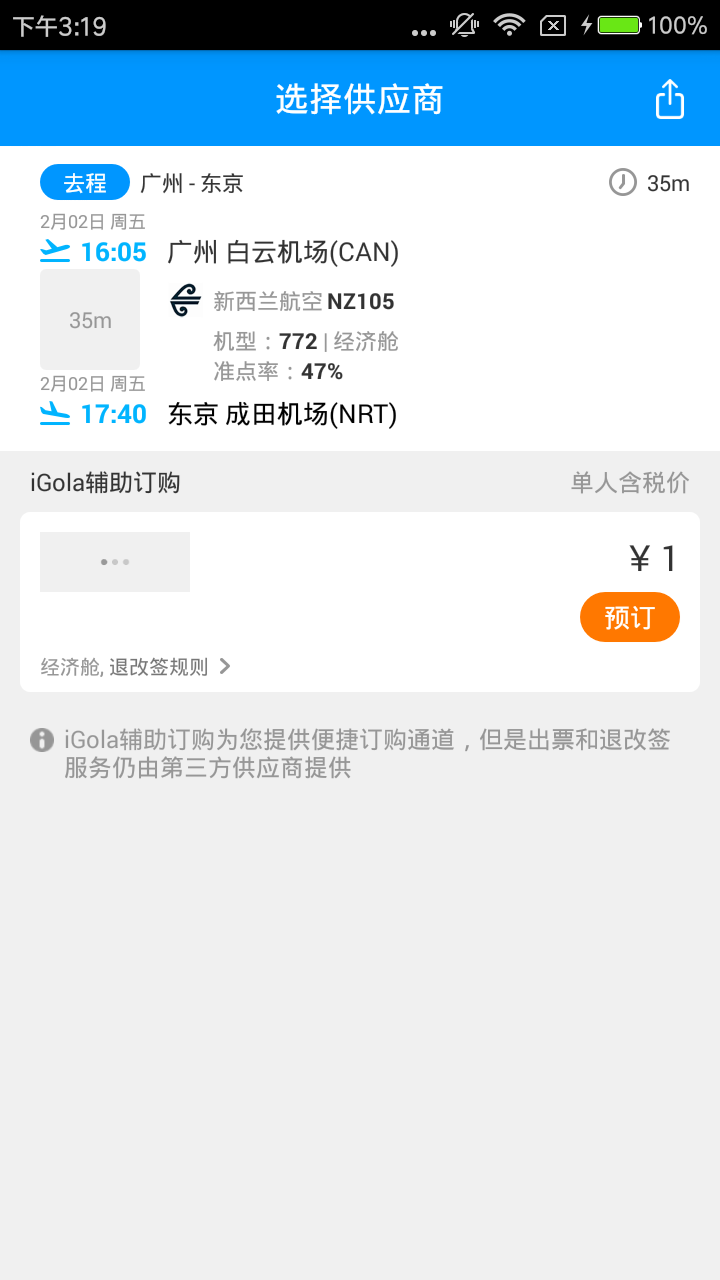 下午3:19
100%
选择供应商
去程 广州 - 东京 35m
2月02日 周五
16:05 广州 白云机场(CAN)
35m
新西兰航空 NZ105
机型：772 | 经济舱
准点率：47%
2月02日 周五
17:40 东京 成田机场(NRT)
iGola辅助订购 单人含税价
¥ 1
预订
经济舱, 退改签规则
iGola辅助订购为您提供便捷订购通道，但是出票和退改签
服务仍由第三方供应商提供